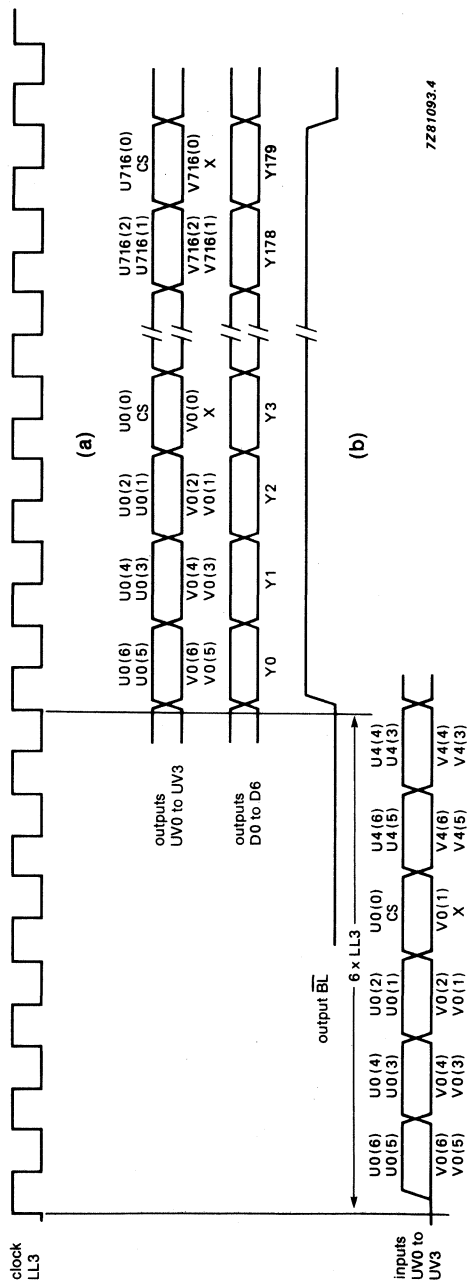 clock
LL3
(a)
U0(6)
U0(5)
U0(4)
U0(3)
U0(2)
U0(1)
U0(0)
CS
U716(2)
U716(1)
U716(0)
CS
outputs
UV0 to UV3
V0(6)
V0(5)
V0(4)
V0(3)
V0(2)
V0(1)
V0(0)
X
V716(2)
V716(1)
V716(0)
X
outputs
D0 to D6
Y0
Y1
Y2
Y3
Y178
Y179
output BL
(b)
6 x LL3
U0(6)
U0(5)
U0(4)
U0(3)
U0(2)
U0(1)
U0(0)
CS
U4(6)
U4(5)
U4(4)
U4(3)
inputs
UV0 to
UV3
V0(6)
V0(5)
V0(4)
V0(3)
V0(2)
V0(1)
V0(1)
X
V4(6)
V4(5)
V4(4)
V4(3)
7Z81093.4